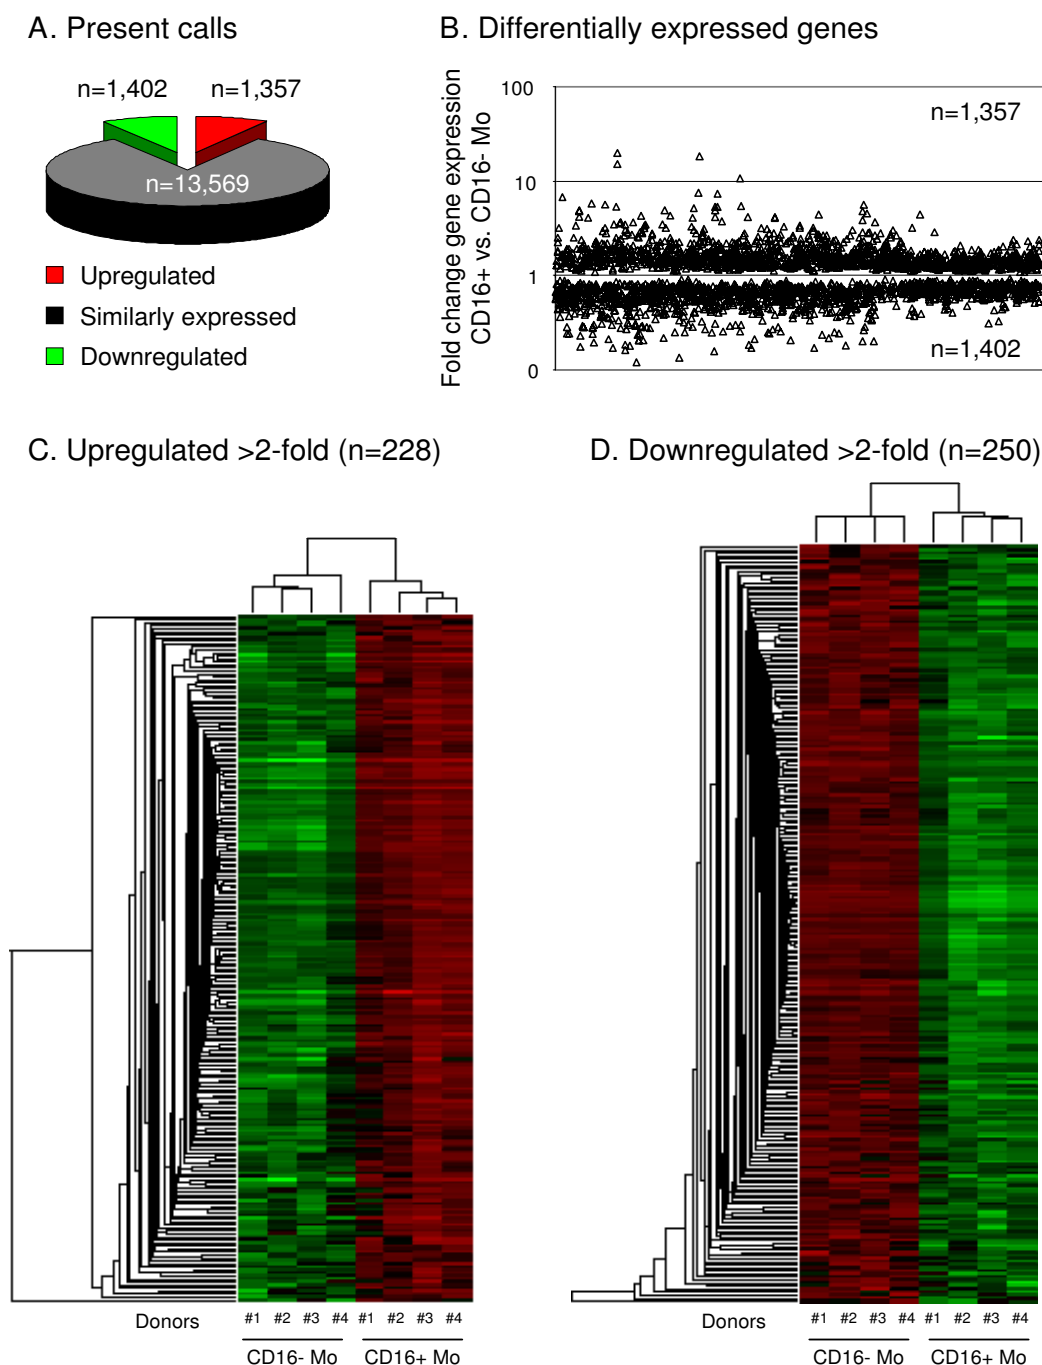 A. Present calls
n=1,402
n=1,357
n=13,569
Upregulated
Similarly expressed
Downregulated
B. Differentially expressed genes
Fold change gene expression
CD16+ vs. CD16- Mo
100
10
1
0
n=1,357
n=1,402
C. Upregulated >2-fold (n=228)
Donors
#1 #2 #3 #4 #1 #2 #3 #4
CD16- Mo CD16+ Mo
D. Downregulated >2-fold (n=250)
Donors
#1 #2 #3 #4 #1 #2 #3 #4
CD16- Mo CD16+ Mo